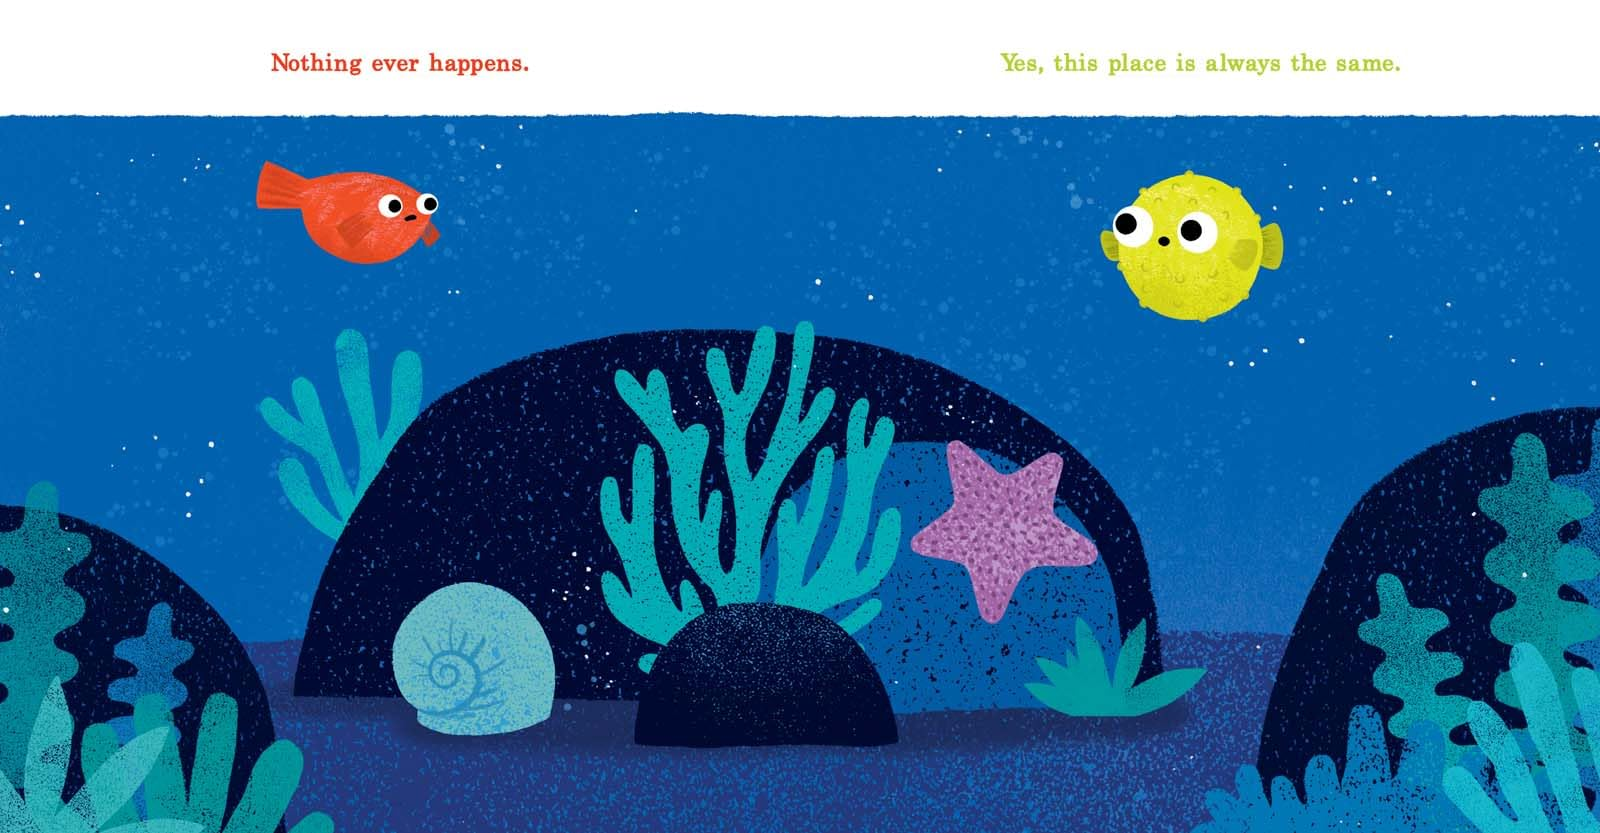 Nothing ever happens.
Yes, this place is always the same.